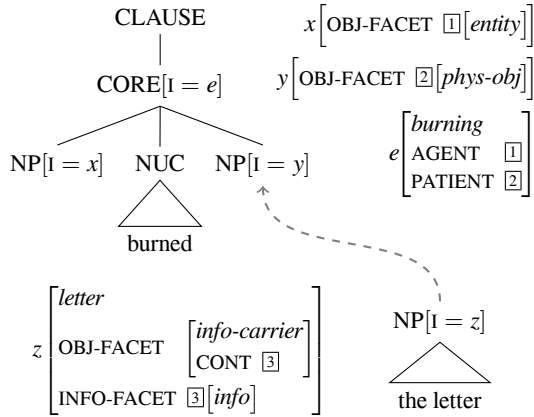 CLAUSE
CORE[I = e]
NP[I = x] NUC NP[I = y]
burned
x [OBJ-FACET 1 [entity]]
y [OBJ-FACET 2 [phys-obj]]
e [burning
AGENT 1
PATIENT 2]
z [letter
OBJ-FACET [info-carrier
CONT 3]
INFO-FACET 3 [info]]
NP[I = z]
the letter